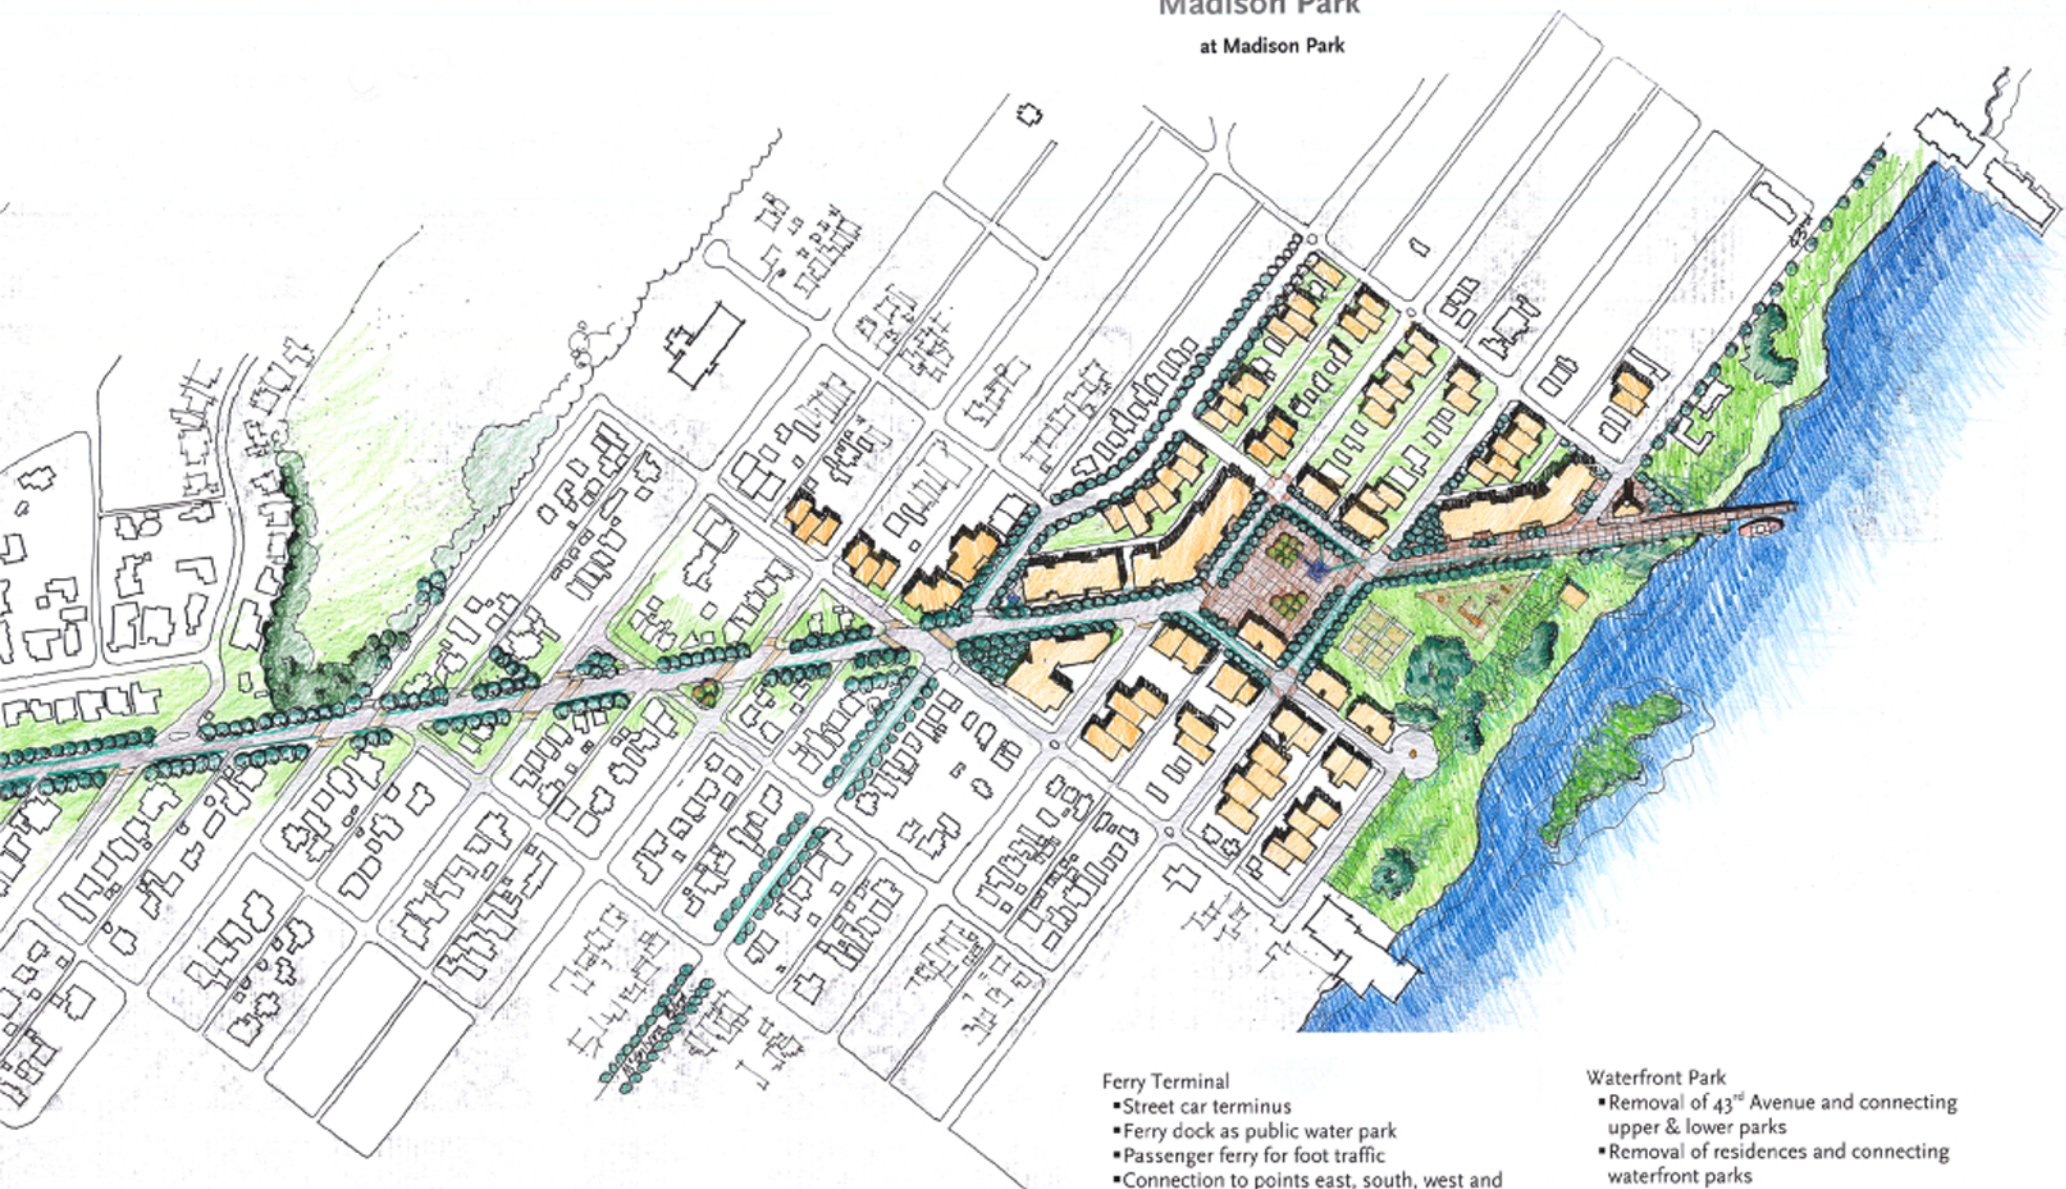 Madison Park
at Madison Park
43rd
Ferry Terminal
▪Street car terminus
▪Ferry dock as public water park
▪Passenger ferry for foot traffic
▪Connection to points east, south, west and
Waterfront Park
▪Removal of 43rd Avenue and connecting
upper & lower parks
▪Removal of residences and connecting
waterfront parks